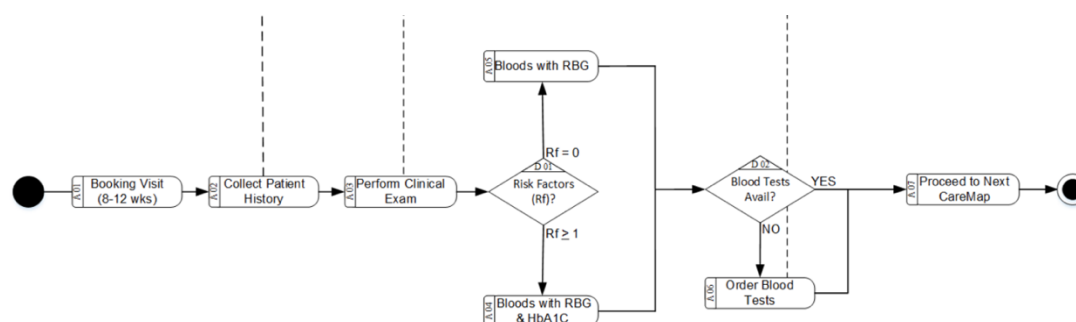 A 05
Bloods with RBG
Rf = 0
A 01
Booking Visit
(8-12 wks)
A 02
Collect Patient
History
A 03
Perform Clinical
Exam
D 01
Risk Factors
(Rf)?
D 02
Blood Tests
Avail?
YES
A 07
Proceed to Next
CareMap
Rf ≥ 1
NO
A 04
Bloods with RBG
& HbA1C
A 06
Order Blood
Tests